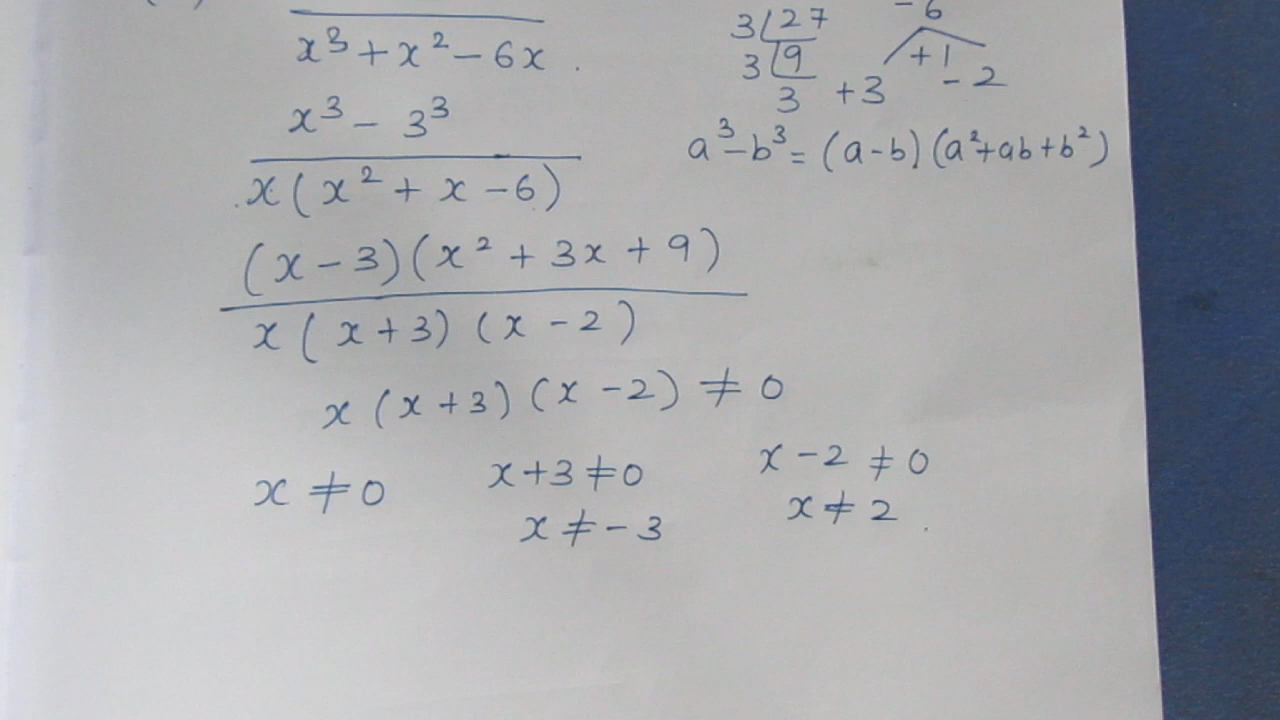 x³ + x² - 6x .
x³ - 3³
x ( x² + x - 6 )
( x - 3 ) ( x² + 3x + 9 )
x ( x + 3 ) ( x - 2 )
x ( x + 3 ) ( x - 2 ) ≠ 0
x ≠ 0 x + 3 ≠ 0 x - 2 ≠ 0
x ≠ - 3 x ≠ 2 .
3 27 - 6
3 9 + 1
3 + 3 - 2
a³ - b³ = ( a - b ) ( a² + ab + b² )